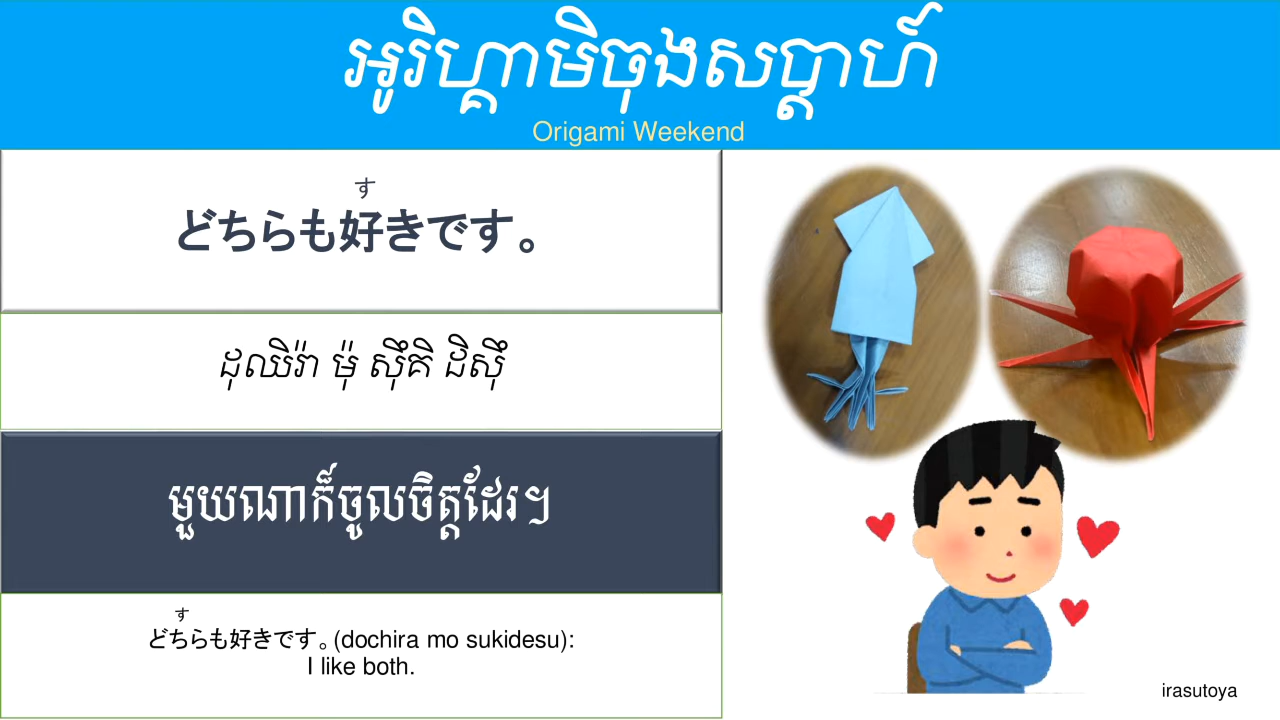 អូរិហ្គាមិចុងសប្តាហ៍
Origami Weekend
す
どちらも好きです。
ដុឈិរ៉ា ម៉ុ ស៊ឹគិ ដិស៊ឹ
មួយណាក៏ចូលចិត្តដែរ។
す
どちらも好きです。(dochira mo sukidesu):
I like both.
irasutoya